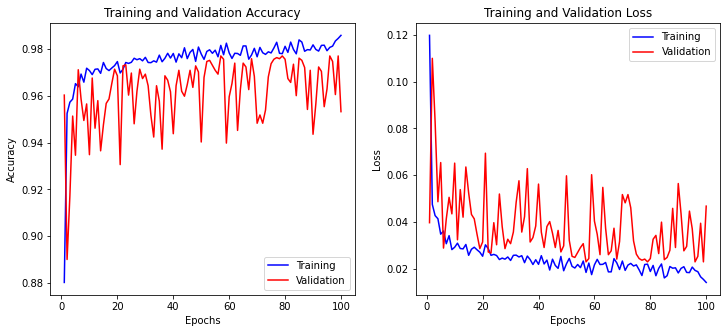 Training and Validation Accuracy
Accuracy
0.98
0.96
0.94
0.92
0.90
0.88
0
20
40
60
80
100
Epochs
Training
Validation
Training and Validation Loss
Loss
0.12
0.10
0.08
0.06
0.04
0.02
0
20
40
60
80
100
Epochs
Training
Validation